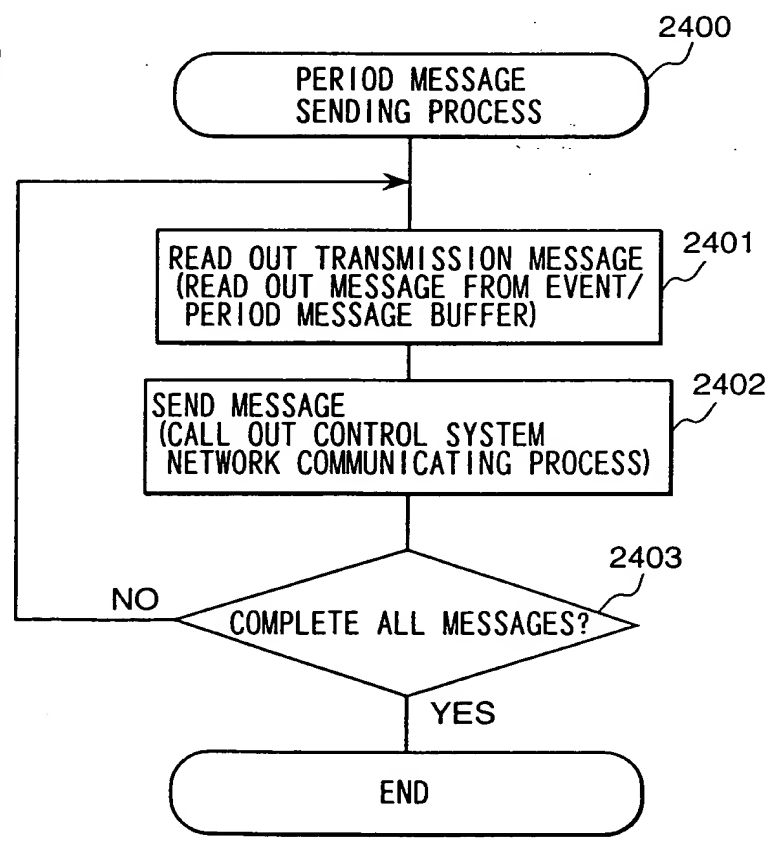 2400
PERIOD MESSAGE
SENDING PROCESS
2401
READ OUT TRANSMISSION MESSAGE
(READ OUT MESSAGE FROM EVENT/
PERIOD MESSAGE BUFFER)
2402
SEND MESSAGE
(CALL OUT CONTROL SYSTEM
NETWORK COMMUNICATING PROCESS)
2403
NO
COMPLETE ALL MESSAGES?
YES
END